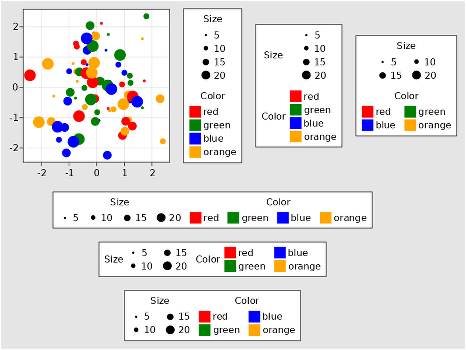 2
1
0
-1
-2
-2 -1 0 1 2
Size
5
10
15
20
Color
red
green
blue
orange
Size
5
10
15
20
Color
red
green
blue
orange
5 10
15 20
red green
blue orange
Size Color
5 10 15 20 red green blue orange
Size 5 15 Color red blue
10 20 green orange
Size Color
5 15 red blue
10 20 green orange